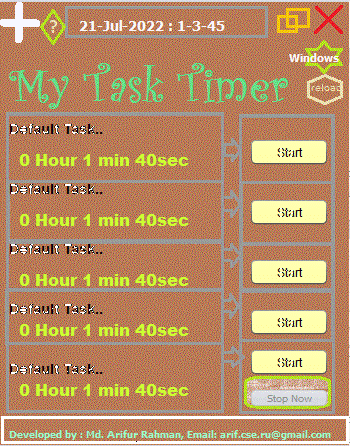 ?
21-Jul-2022 : 1-3-45
Windows
My Task Timer
reload
Default Task..
0 Hour 1 min 40sec
Start
Default Task..
0 Hour 1 min 40sec
Start
Default Task..
0 Hour 1 min 40sec
Start
Default Task..
0 Hour 1 min 40sec
Start
Default Task..
0 Hour 1 min 40sec
Start
Stop Now
Developed by : Md. Arifur Rahman, Email: arif.cse.ru@gmail.com